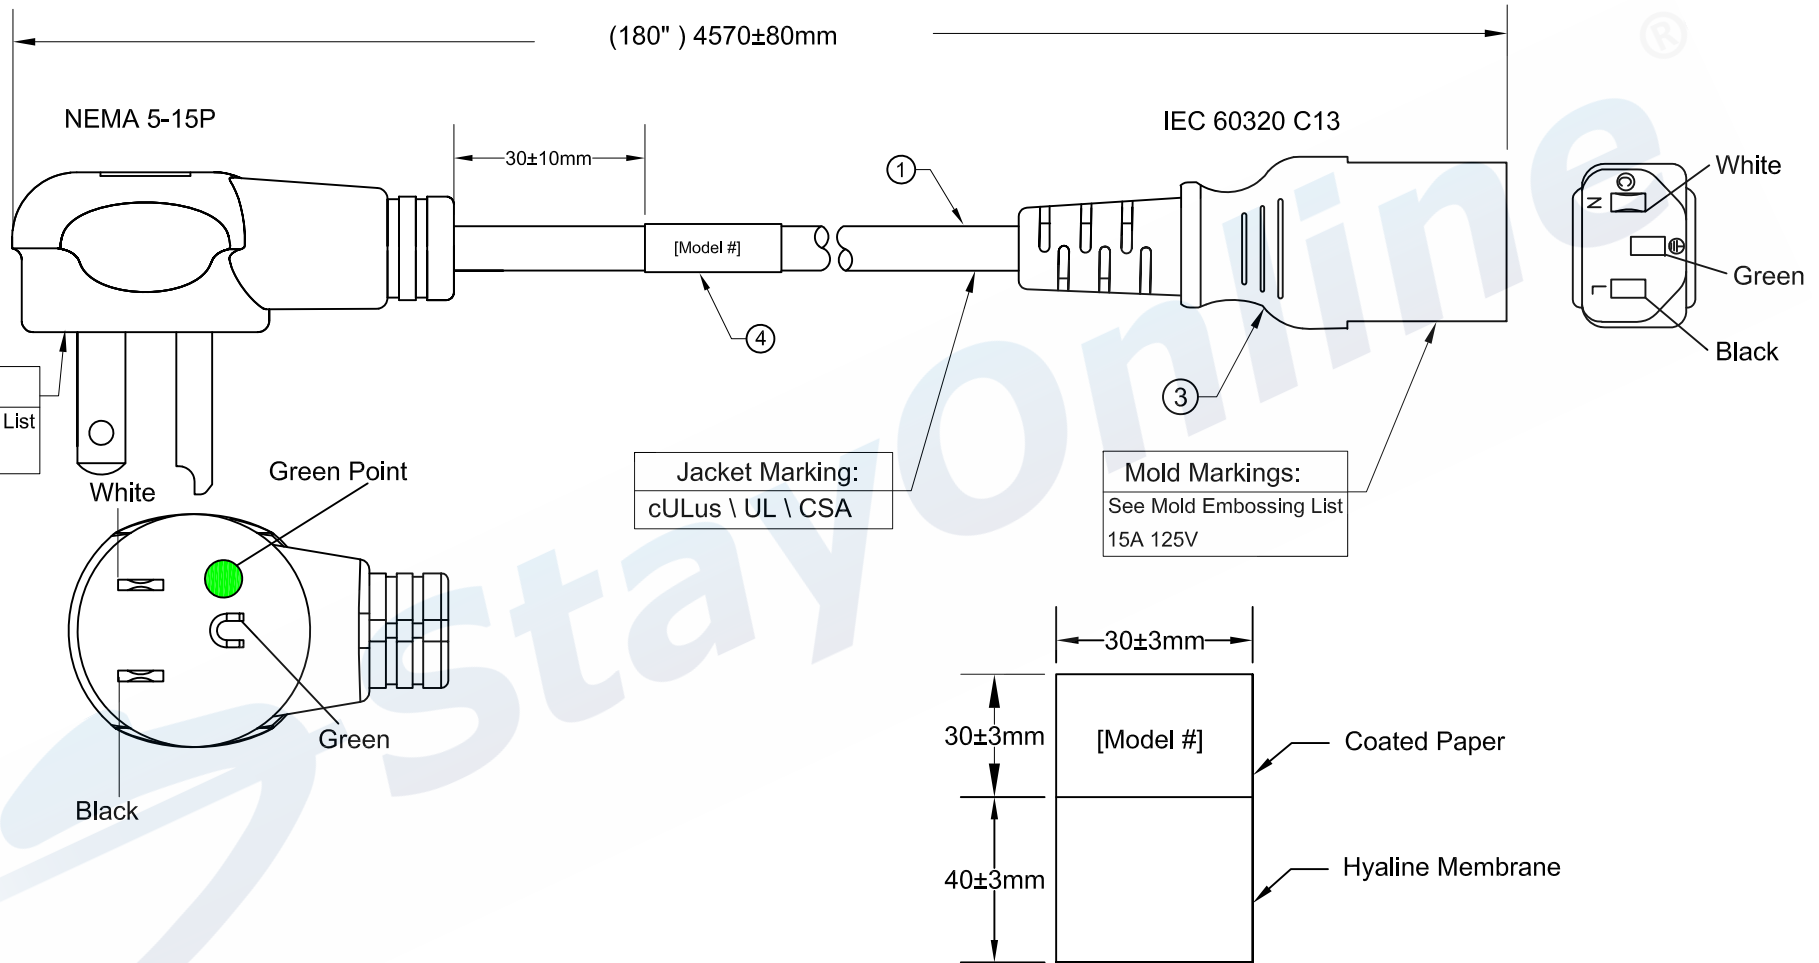 (180" ) 4570±80mm
NEMA 5-15P
IEC 60320 C13
30±10mm
1
[Model #]
4
3
C
N
L
White
Green
Black
List
White
Green Point
Green
Black
Jacket Marking:
cULus \ UL \ CSA
Mold Markings:
See Mold Embossing List
15A 125V
30±3mm
30±3mm
[Model #]
Coated Paper
40±3mm
Hyaline Membrane
StayOnline
®